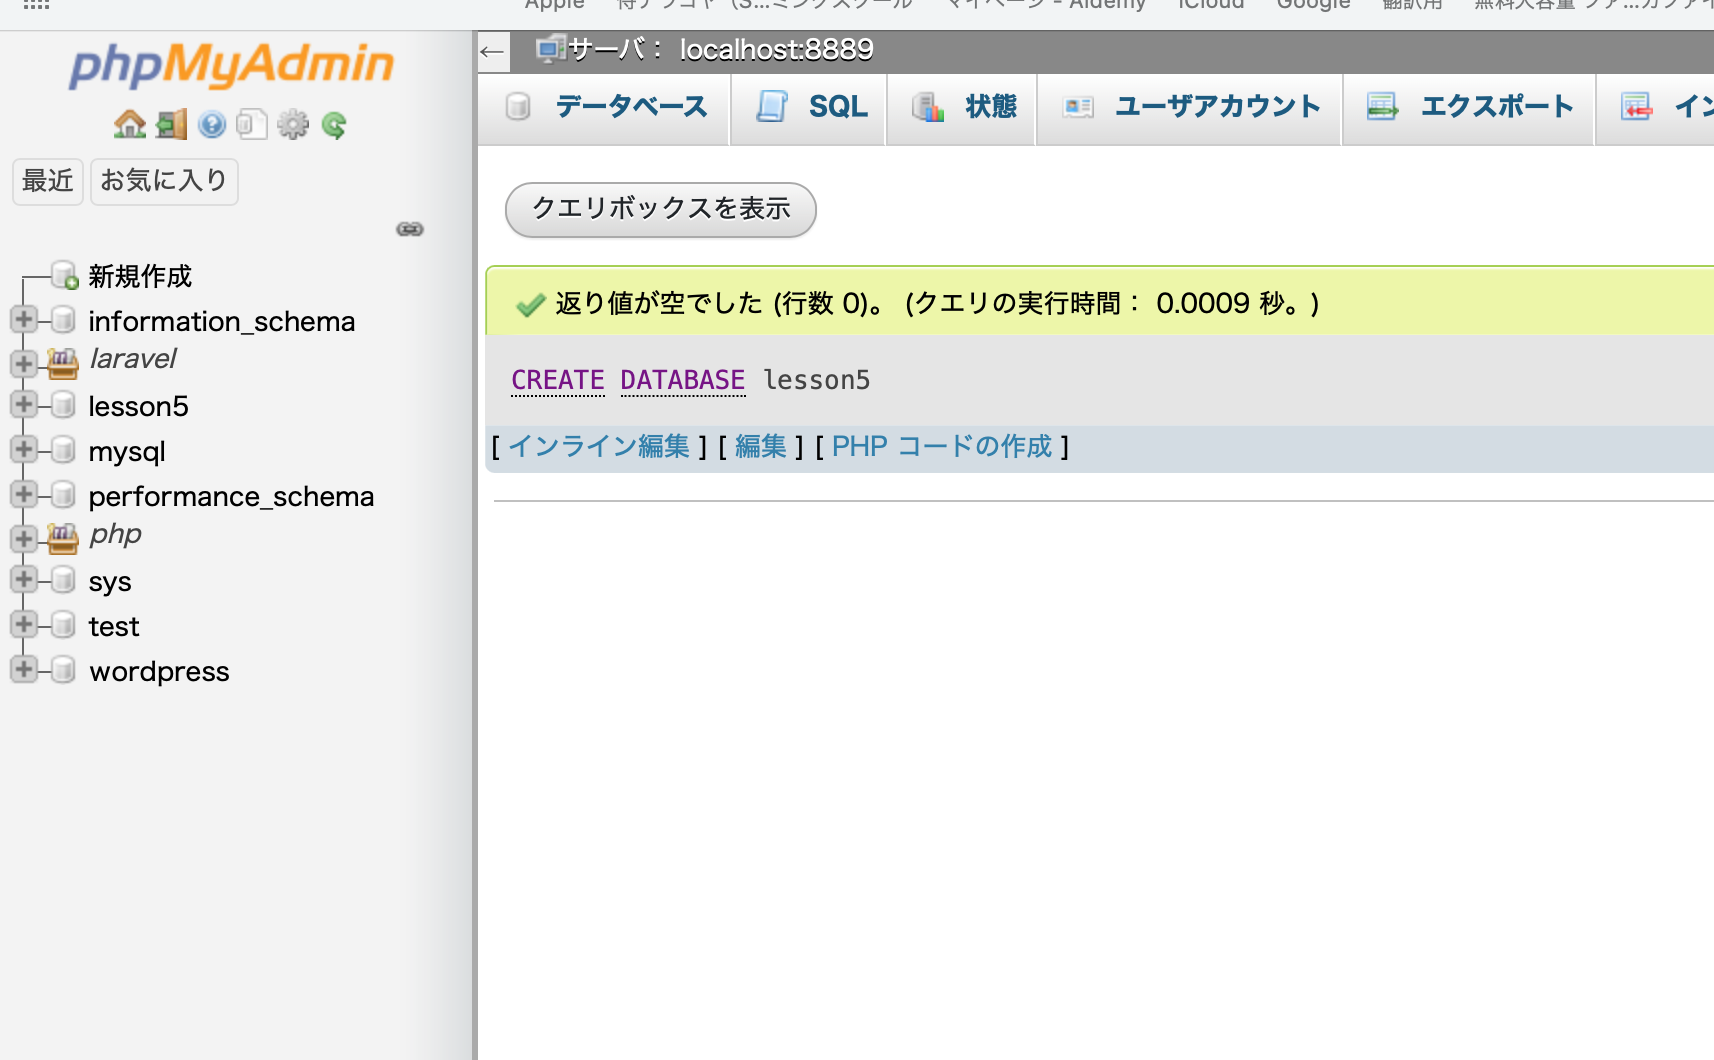 Apple マイページ - Aidemy iCloud Google 翻訳用
phpMyAdmin
サーバ： localhost:8889
データベース SQL 状態 ユーザアカウント エクスポート イン
最近 お気に入り
クエリボックスを表示
新規作成
information_schema
laravel
lesson5
mysql
performance_schema
php
sys
test
wordpress
返り値が空でした (行数 0)。 (クエリの実行時間： 0.0009 秒。)
CREATE DATABASE lesson5
[ インライン編集 ] [ 編集 ] [ PHP コードの作成 ]